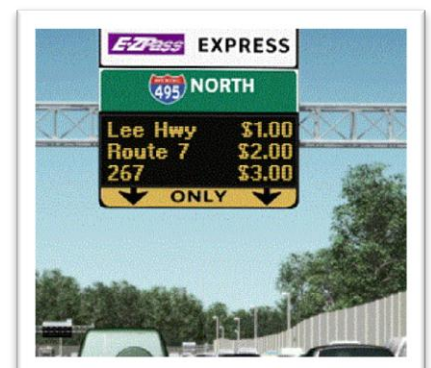 E-ZPass EXPRESS
495 NORTH
Lee Hwy $1.00
Route 7 $2.00
267 $3.00
ONLY